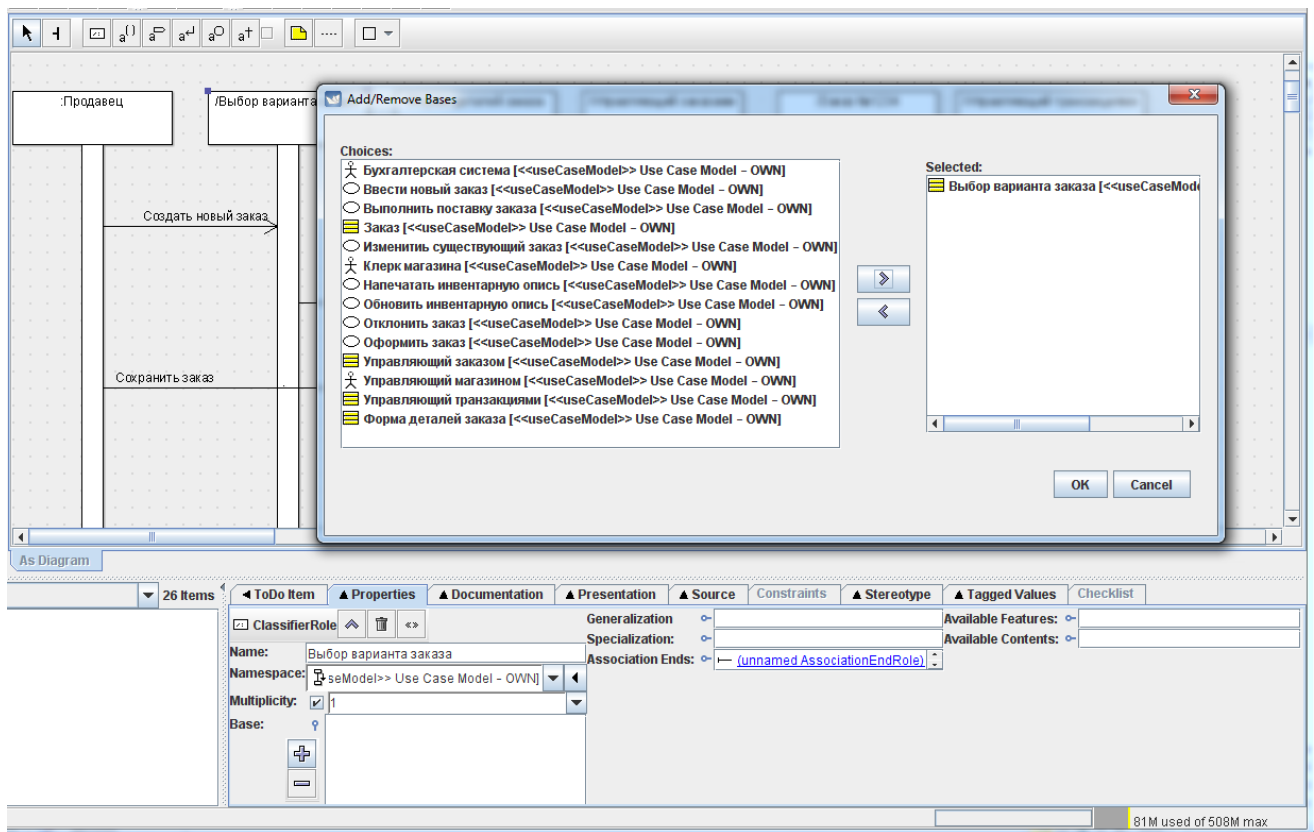 a()
a
a
a
a†
Add/Remove Bases
:Продавец
/Выбор варианта
Создать новый заказ
Сохранить заказ
Choices:
Бухгалтерская система [<<useCaseModel>> Use Case Model - OWN]
Ввести новый заказ [<<useCaseModel>> Use Case Model - OWN]
Выполнить поставку заказа [<<useCaseModel>> Use Case Model - OWN]
Заказ [<<useCaseModel>> Use Case Model - OWN]
Изменитиь существующий заказ [<<useCaseModel>> Use Case Model - OWN]
Клерк магазина [<<useCaseModel>> Use Case Model - OWN]
Напечатать инвентарную опись [<<useCaseModel>> Use Case Model - OWN]
Обновить инвентарную опись [<<useCaseModel>> Use Case Model - OWN]
Отклонить заказ [<<useCaseModel>> Use Case Model - OWN]
Оформить заказ [<<useCaseModel>> Use Case Model - OWN]
Управляющий заказом [<<useCaseModel>> Use Case Model - OWN]
Управляющий магазином [<<useCaseModel>> Use Case Model - OWN]
Управляющий транзакциями [<<useCaseModel>> Use Case Model - OWN]
Форма деталей заказа [<<useCaseModel>> Use Case Model - OWN]
Selected:
Выбор варианта заказа [<<useCaseMode
OK Cancel
As Diagram
26 Items
ToDo Item Properties Documentation Presentation Source Constraints Stereotype Tagged Values Checklist
ClassifierRole
Name: Выбор варианта заказа
Namespace: seModel>> Use Case Model - OWN]
Multiplicity: 1
Base:
Generalization
Specialization:
Association Ends: (unnamed AssociationEndRole)
Available Features:
Available Contents:
81M used of 508M max